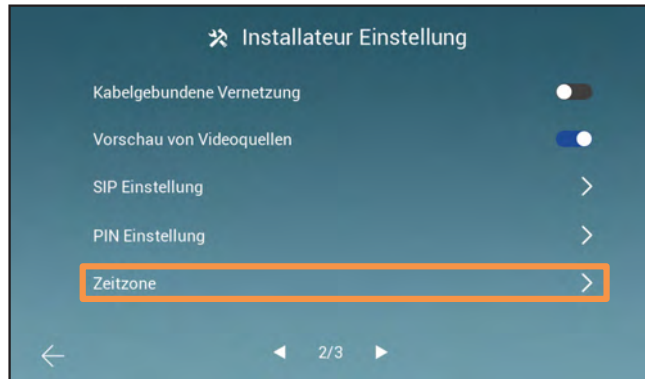 Installateur Einstellung
Kabelgebundene Vernetzung
Vorschau von Videoquellen
SIP Einstellung
PIN Einstellung
Zeitzone
2/3